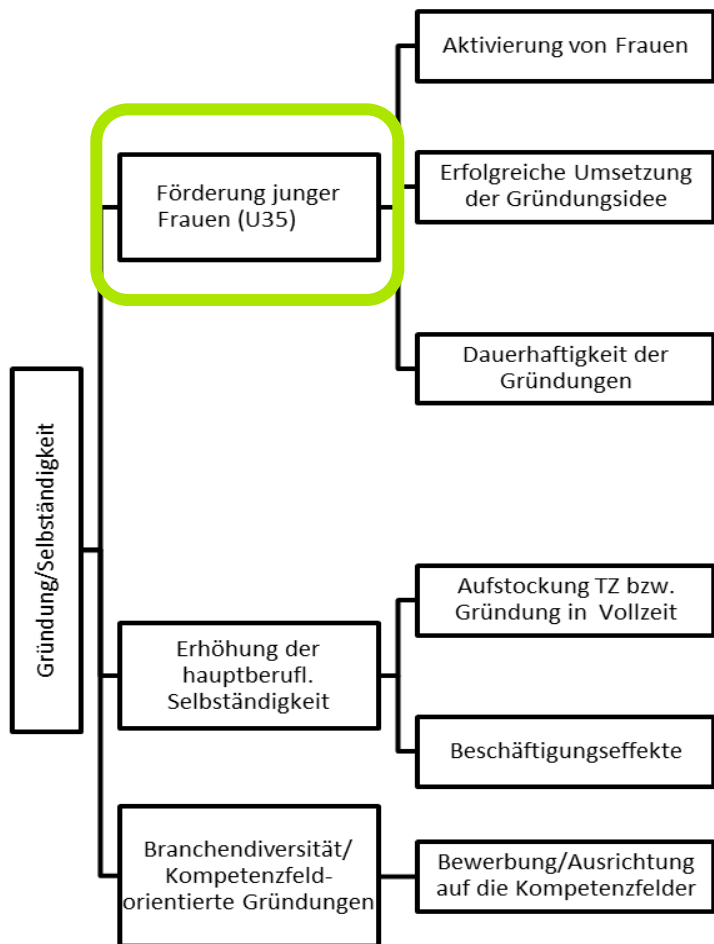 Gründung/Selbständigkeit
Förderung junger
Frauen (U35)
Aktivierung von Frauen
Erfolgreiche Umsetzung
der Gründungsidee
Dauerhaftigkeit der
Gründungen
Erhöhung der
hauptberufl.
Selbständigkeit
Aufstockung TZ bzw.
Gründung in Vollzeit
Beschäftigungseffekte
Branchendiversität/
Kompetenzfeld-
orientierte Gründungen
Bewerbung/Ausrichtung
auf die Kompetenzfelder